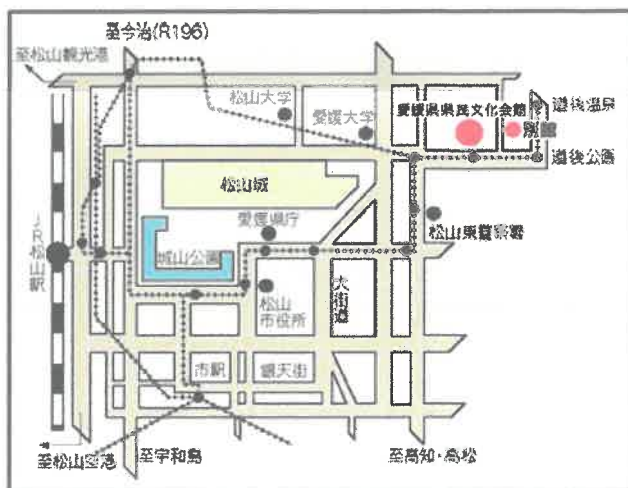 至今治(R196)
至松山観光港
松山大学
愛媛大学
愛媛県県民文化会館
別館
道後温泉
道後公園
松山城
愛媛県庁
城山公園
松山東警察署
JR松山駅
松山
市役所
大街道
市駅
銀天街
至松山空港
至宇和島
至高知・高松